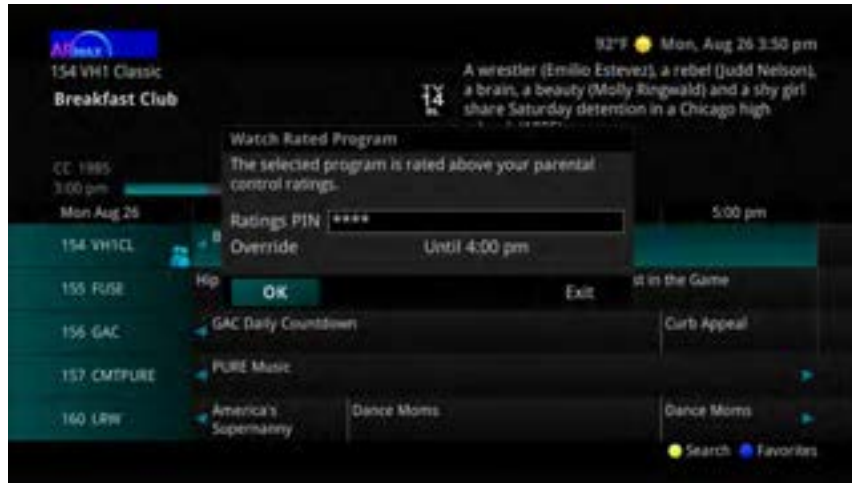 92°F Mon, Aug 26 3:50 pm
154 VH1 Classic
Breakfast Club
TV
14
A wrestler (Emilio Estevez), a rebel (Judd Nelson),
a brain, a beauty (Molly Ringwald) and a shy girl
share Saturday detention in a Chicago high
CC 1985
3:00 pm
Watch Rated Program
The selected program is rated above your parental
control ratings.
Ratings PIN ****
Override Until 4:00 pm
OK Exit
Mon Aug 26 5:00 pm
154 VH1CL
155 FUSE Hip st in the Game
156 GAC GAC Daily Countdown Curb Appeal
157 CMTPURE PURE Music
160 LRW America's Supernanny Dance Moms Dance Moms
Search Favorites